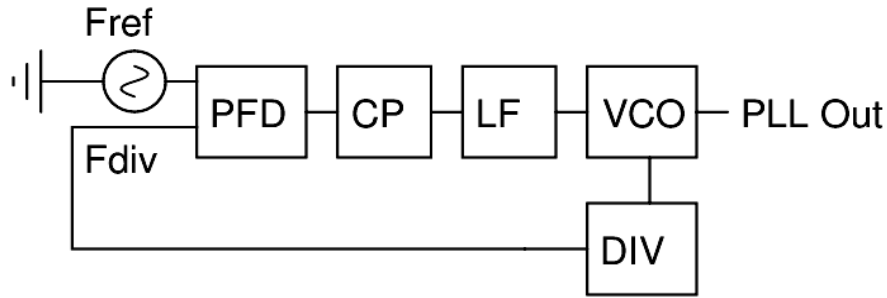 Fref
PFD
CP
LF
VCO
PLL Out
Fdiv
DIV